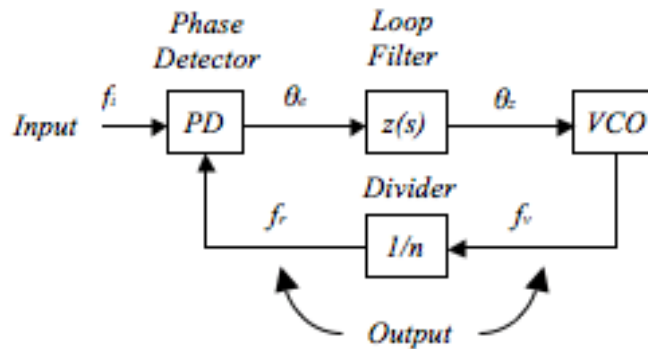 Phase
Detector
Loop
Filter
Input
fi
PD
θe
z(s)
θz
VCO
Divider
fr
1/n
fv
Output